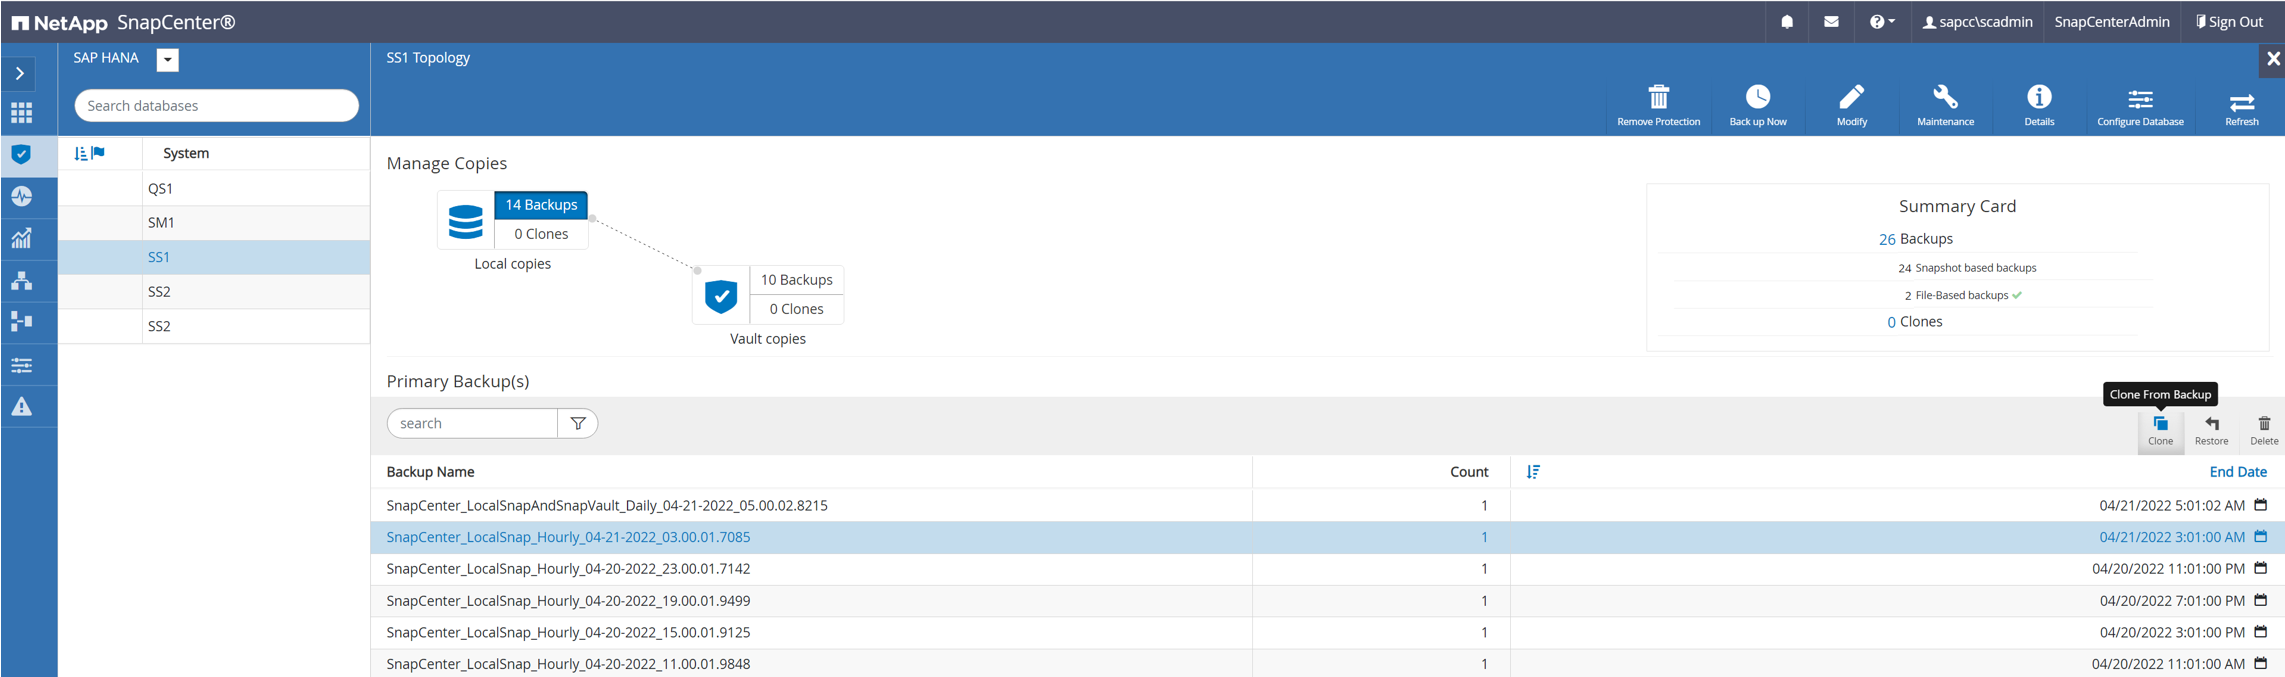 NetApp SnapCenter®
sapcc\scadmin
SnapCenterAdmin
Sign Out
SAP HANA
Search databases
System
QS1
SM1
SS1
SS2
SS2
SS1 Topology
Remove Protection
Back up Now
Modify
Maintenance
Details
Configure Database
Refresh
Manage Copies
14 Backups
0 Clones
Local copies
10 Backups
0 Clones
Vault copies
Summary Card
26 Backups
24 Snapshot based backups
2 File-Based backups
0 Clones
Primary Backup(s)
search
Clone From Backup
Clone
Restore
Delete
Backup Name Count End Date
SnapCenter_LocalSnapAndSnapVault_Daily_04-21-2022_05.00.02.8215 1 04/21/2022 5:01:02 AM
SnapCenter_LocalSnap_Hourly_04-21-2022_03.00.01.7085 1 04/21/2022 3:01:00 AM
SnapCenter_LocalSnap_Hourly_04-20-2022_23.00.01.7142 1 04/20/2022 11:01:00 PM
SnapCenter_LocalSnap_Hourly_04-20-2022_19.00.01.9499 1 04/20/2022 7:01:00 PM
SnapCenter_LocalSnap_Hourly_04-20-2022_15.00.01.9125 1 04/20/2022 3:01:00 PM
SnapCenter_LocalSnap_Hourly_04-20-2022_11.00.01.9848 1 04/20/2022 11:01:00 AM